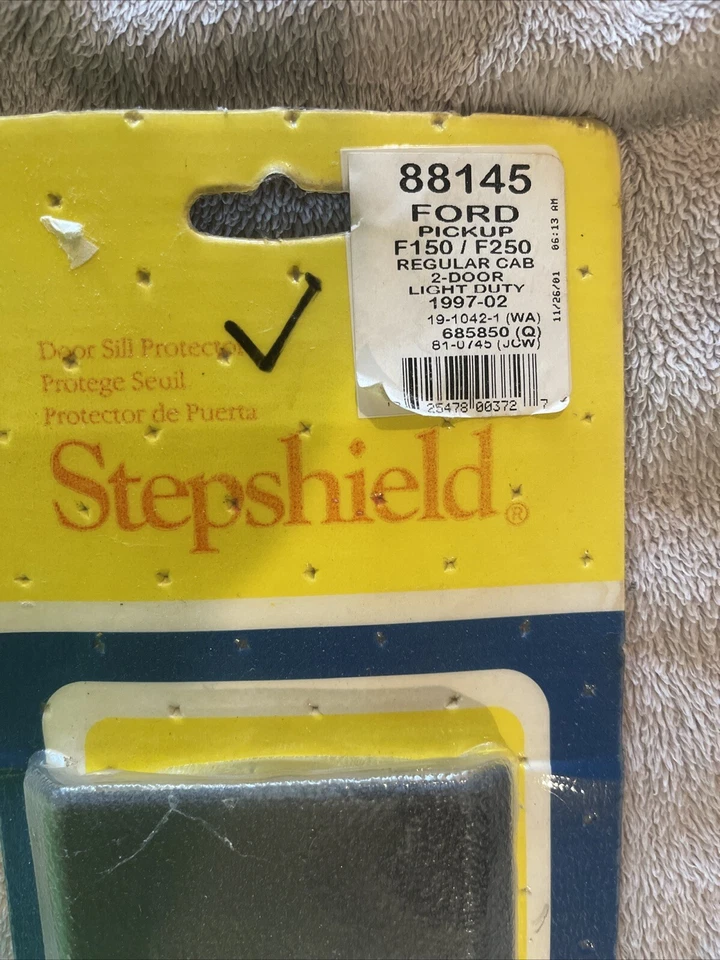 88145
FORD
PICKUP
F150 / F250
REGULAR CAB
2-DOOR
LIGHT DUTY
1997-02
19-1042-1 (WA)
685850 (Q)
81-0745 (JCW)
25478 00372 7
11/26/01 06:13 AM
Door Sill Protector
Protege Seuil
Protector de Puerta
Stepshield®